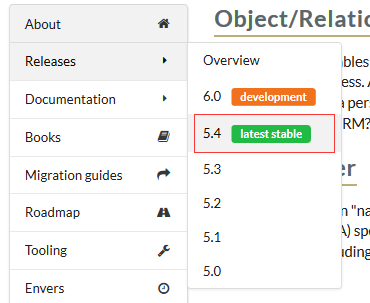 Object/Relatio
About
Releases
Documentation
Books
Migration guides
Roadmap
Tooling
Envers
Overview
6.0 development
5.4 latest stable
5.3
5.2
5.1
5.0
ables
ess. A
a pers
RM?
er
n "na
A) spe
uding